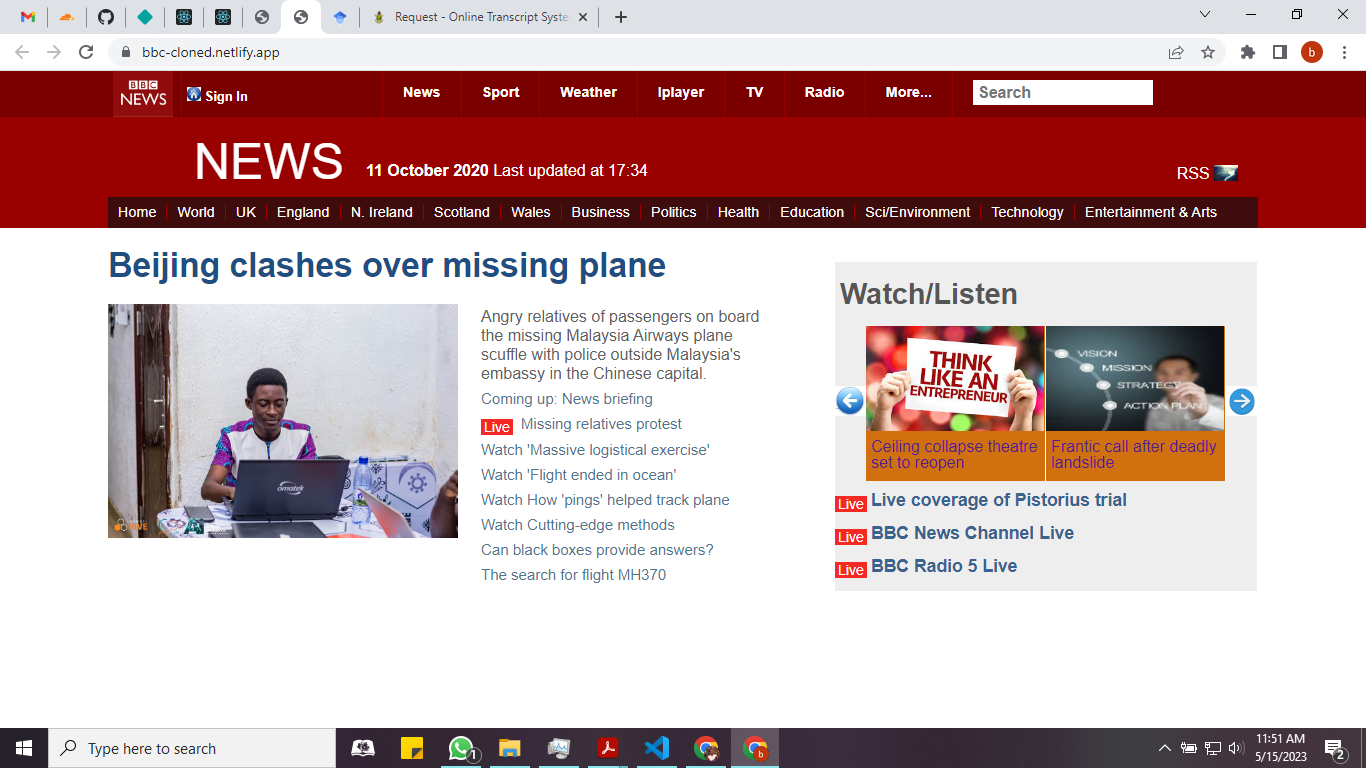 Request - Online Transcript Syste
bbc-cloned.netlify.app
b
BBC
NEWS
Sign In
News
Sport
Weather
Iplayer
TV
Radio
More...
Search
NEWS
11 October 2020 Last updated at 17:34
RSS
Home
World
UK
England
N. Ireland
Scotland
Wales
Business
Politics
Health
Education
Sci/Environment
Technology
Entertainment & Arts
Beijing clashes over missing plane
Angry relatives of passengers on board
the missing Malaysia Airways plane
scuffle with police outside Malaysia's
embassy in the Chinese capital.
Coming up: News briefing
Live Missing relatives protest
Watch 'Massive logistical exercise'
Watch 'Flight ended in ocean'
Watch How 'pings' helped track plane
Watch Cutting-edge methods
Can black boxes provide answers?
The search for flight MH370
omatek
Watch/Listen
THINK
LIKE AN
ENTREPRENEUR
VISION
MISSION
STRATEGY
ACTION PLAN
Ceiling collapse theatre
set to reopen
Frantic call after deadly
landslide
Live Live coverage of Pistorius trial
Live BBC News Channel Live
Live BBC Radio 5 Live
Type here to search
1
b
11:51 AM
5/15/2023
2